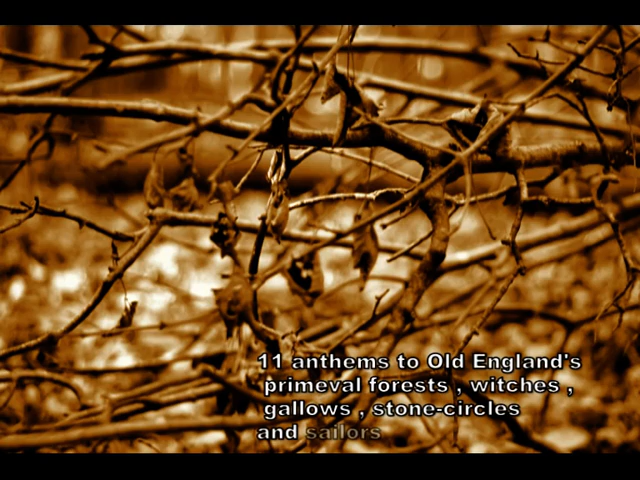 11 anthems to Old England's
primeval forests , witches ,
gallows , stone-circles
and sailors